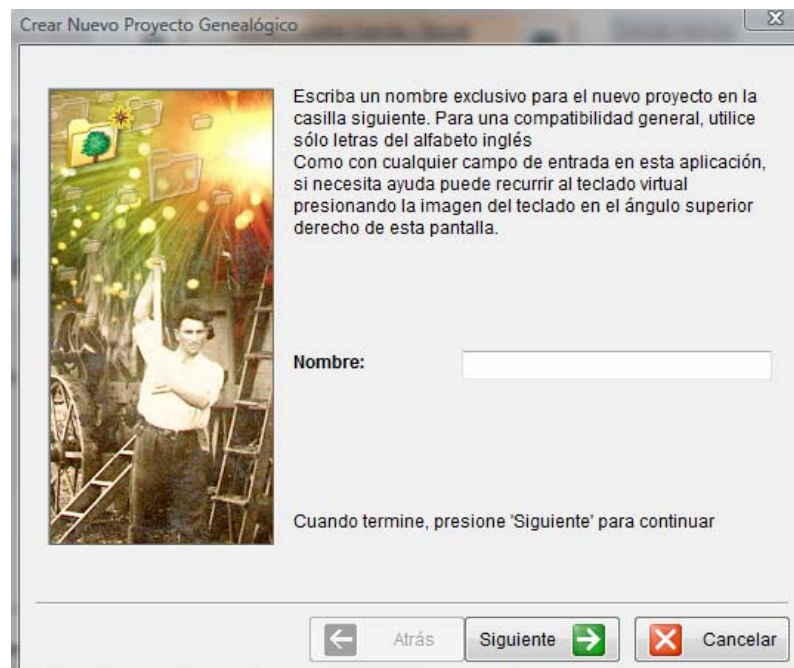 Crear Nuevo Proyecto Genealógico
Escriba un nombre exclusivo para el nuevo proyecto en la
casilla siguiente. Para una compatibilidad general, utilice
sólo letras del alfabeto inglés
Como con cualquier campo de entrada en esta aplicación,
si necesita ayuda puede recurrir al teclado virtual
presionando la imagen del teclado en el ángulo superior
derecho de esta pantalla.
Nombre:
Cuando termine, presione 'Siguiente' para continuar
Atrás Siguiente Cancelar